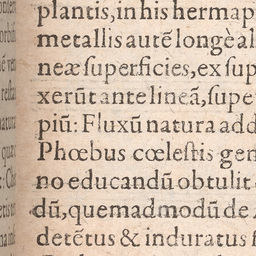 plantis, in his hermap
metallis autē longè al
neæ ſuperficies, ex ſup
xerūt ante lineā, ſupe
piū: Fluxū natura add
Phœbus cœleſtis gen
no educandū obtulit
dū, quemadmodū de
detētus & induratus f